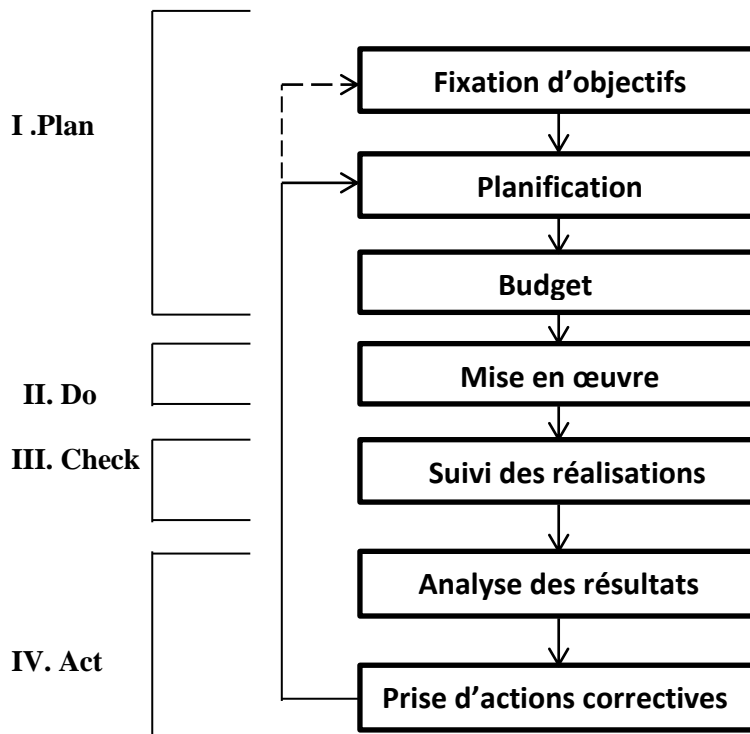 Fixation d’objectifs
I .Plan
Planification
Budget
Mise en œuvre
II. Do
III. Check
Suivi des réalisations
Analyse des résultats
IV. Act
Prise d’actions correctives